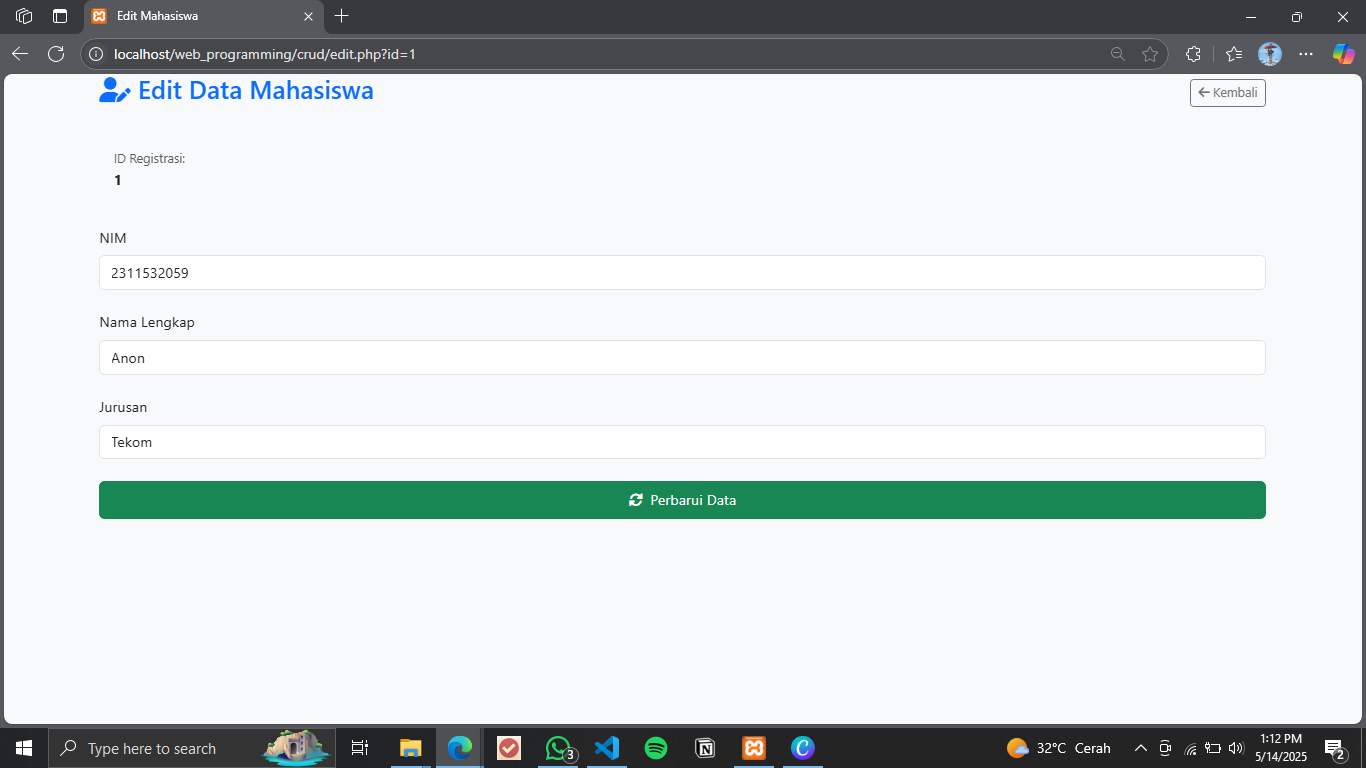 Edit Mahasiswa
localhost/web_programming/crud/edit.php?id=1
Edit Data Mahasiswa
Kembali
ID Registrasi:
1
NIM
2311532059
Nama Lengkap
Anon
Jurusan
Tekom
Perbarui Data
Type here to search
3
32°C Cerah
1:12 PM
5/14/2025
2